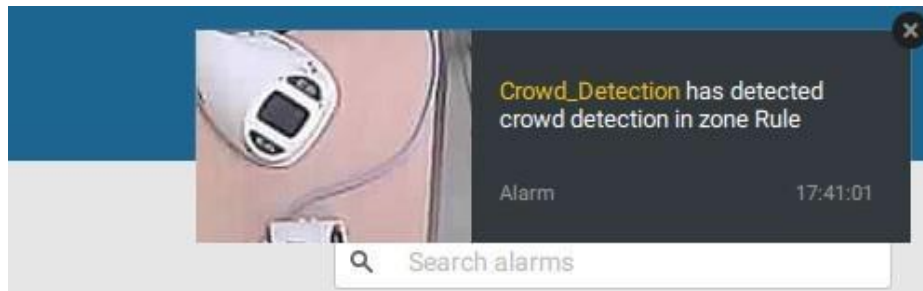 Crowd_Detection has detected
crowd detection in zone Rule
Alarm 17:41:01
Search alarms